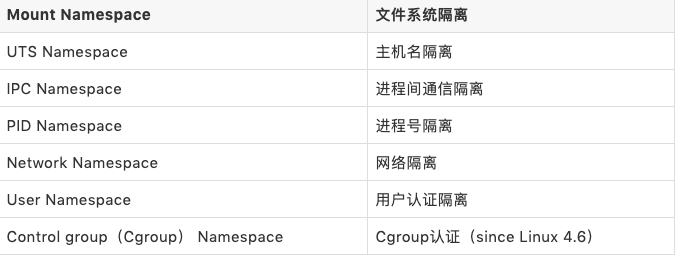 Mount Namespace 文件系统隔离
UTS Namespace 主机名隔离
IPC Namespace 进程间通信隔离
PID Namespace 进程号隔离
Network Namespace 网络隔离
User Namespace 用户认证隔离
Control group（Cgroup） Namespace Cgroup认证（since Linux 4.6）